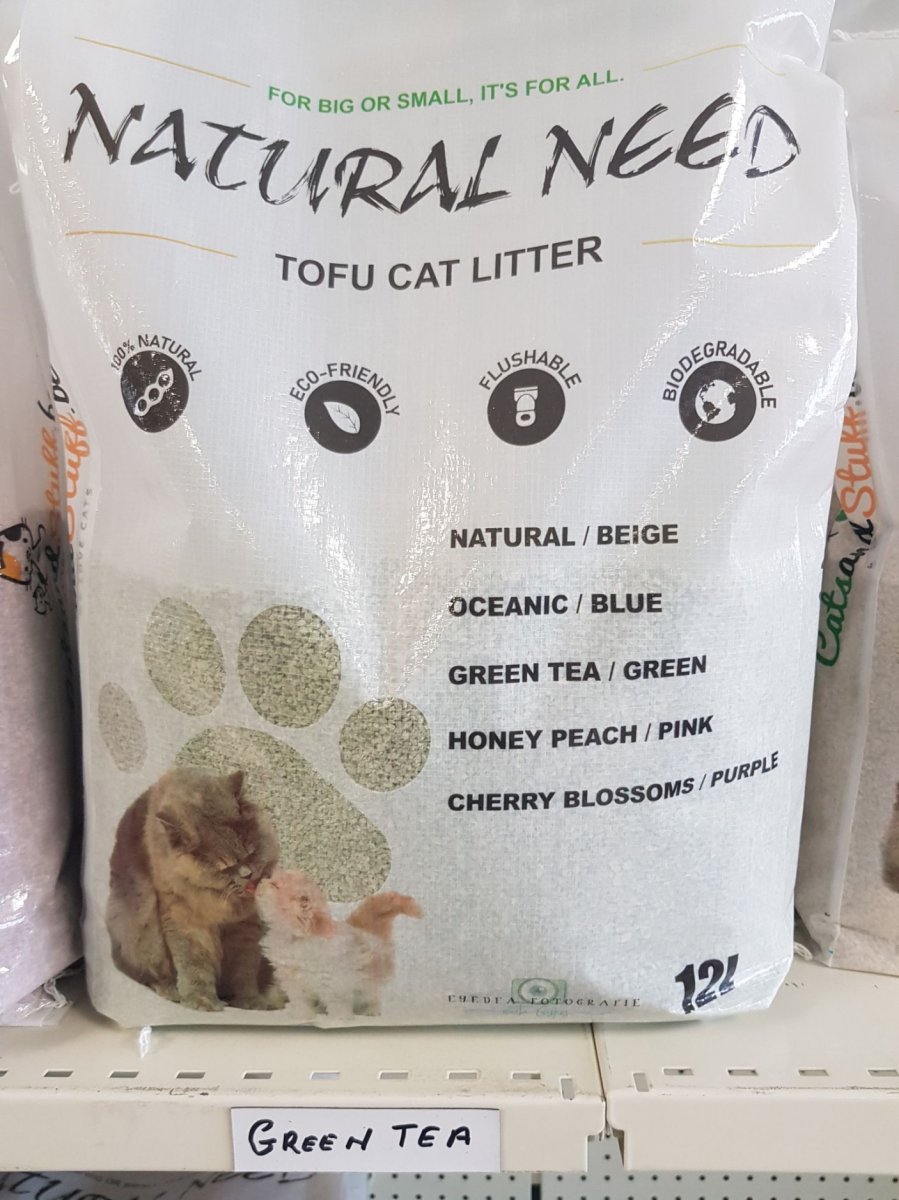 FOR BIG OR SMALL, IT'S FOR ALL.
NATURAL NEED
TOFU CAT LITTER
100% NATURAL
ECO-FRIENDLY
FLUSHABLE
BIODEGRADABLE
NATURAL / BEIGE
OCEANIC / BLUE
GREEN TEA / GREEN
HONEY PEACH / PINK
CHERRY BLOSSOMS / PURPLE
CatsandStuff
12l
GREEN TEA